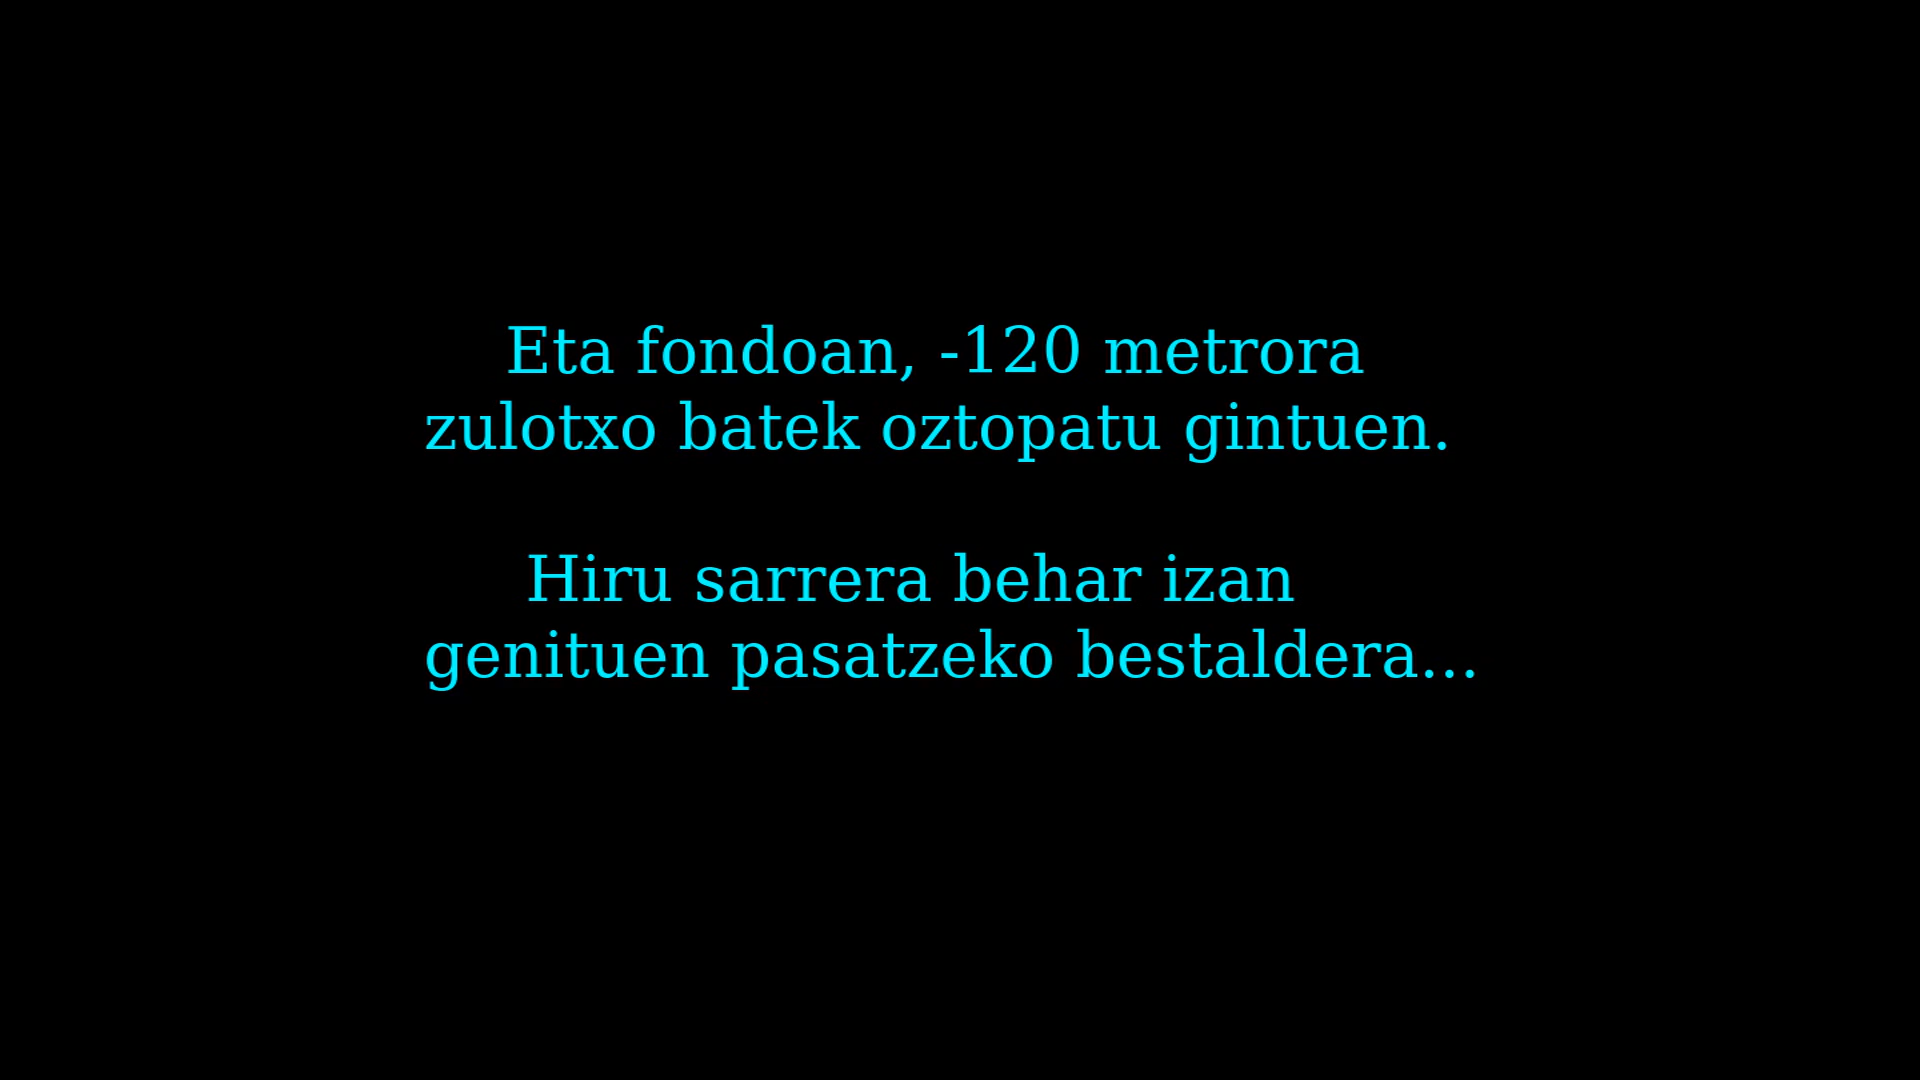 Eta fondoan, -120 metrora
zulotxo batek oztopatu gintuen.
Hiru sarrera behar izan
genituen pasatzeko bestaldera...